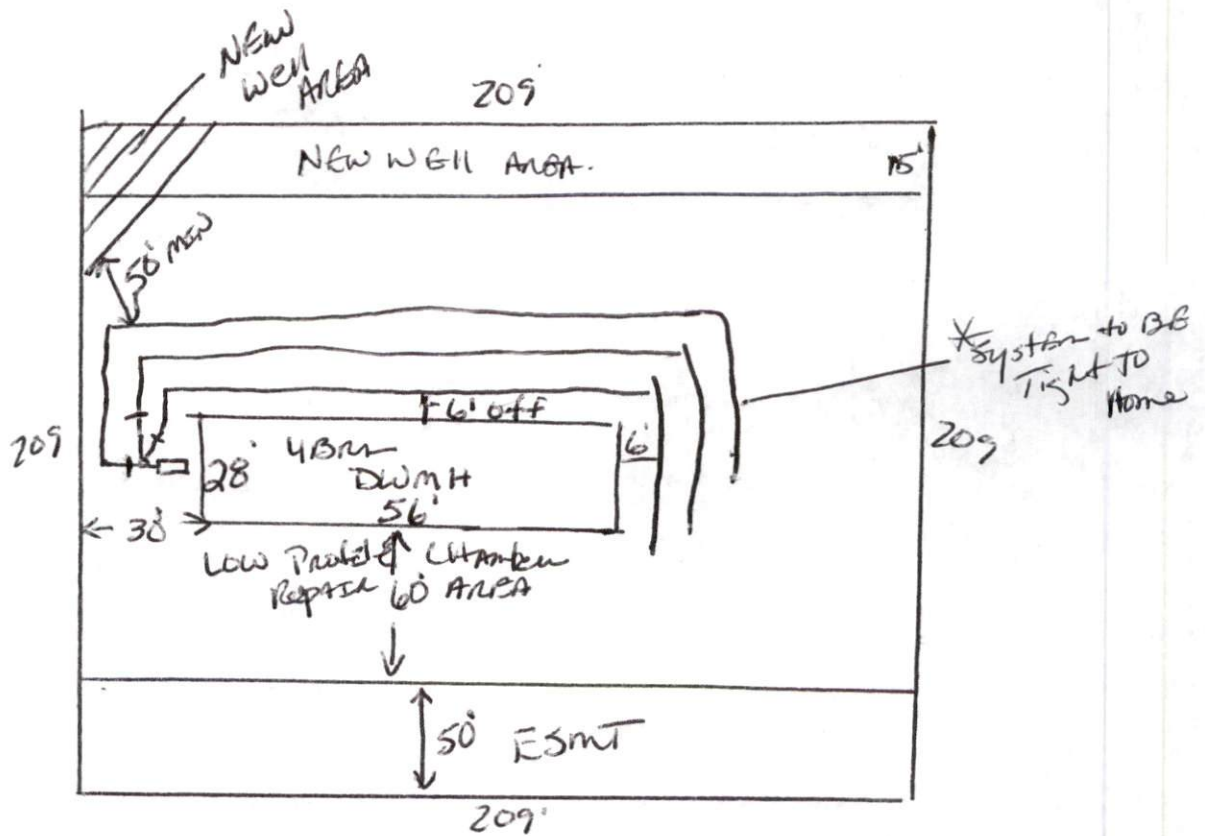 NEW
WELL
AREA
209'
NEW WELL AREA.
15'
50' MIN
*System to BE
Tight to
Home
6' off
209
28'
4BRM
DWMH
56'
6'
209
30'
LOW Profile CHAMBER
REPAIR 60' AREA
50' ESMT
209'